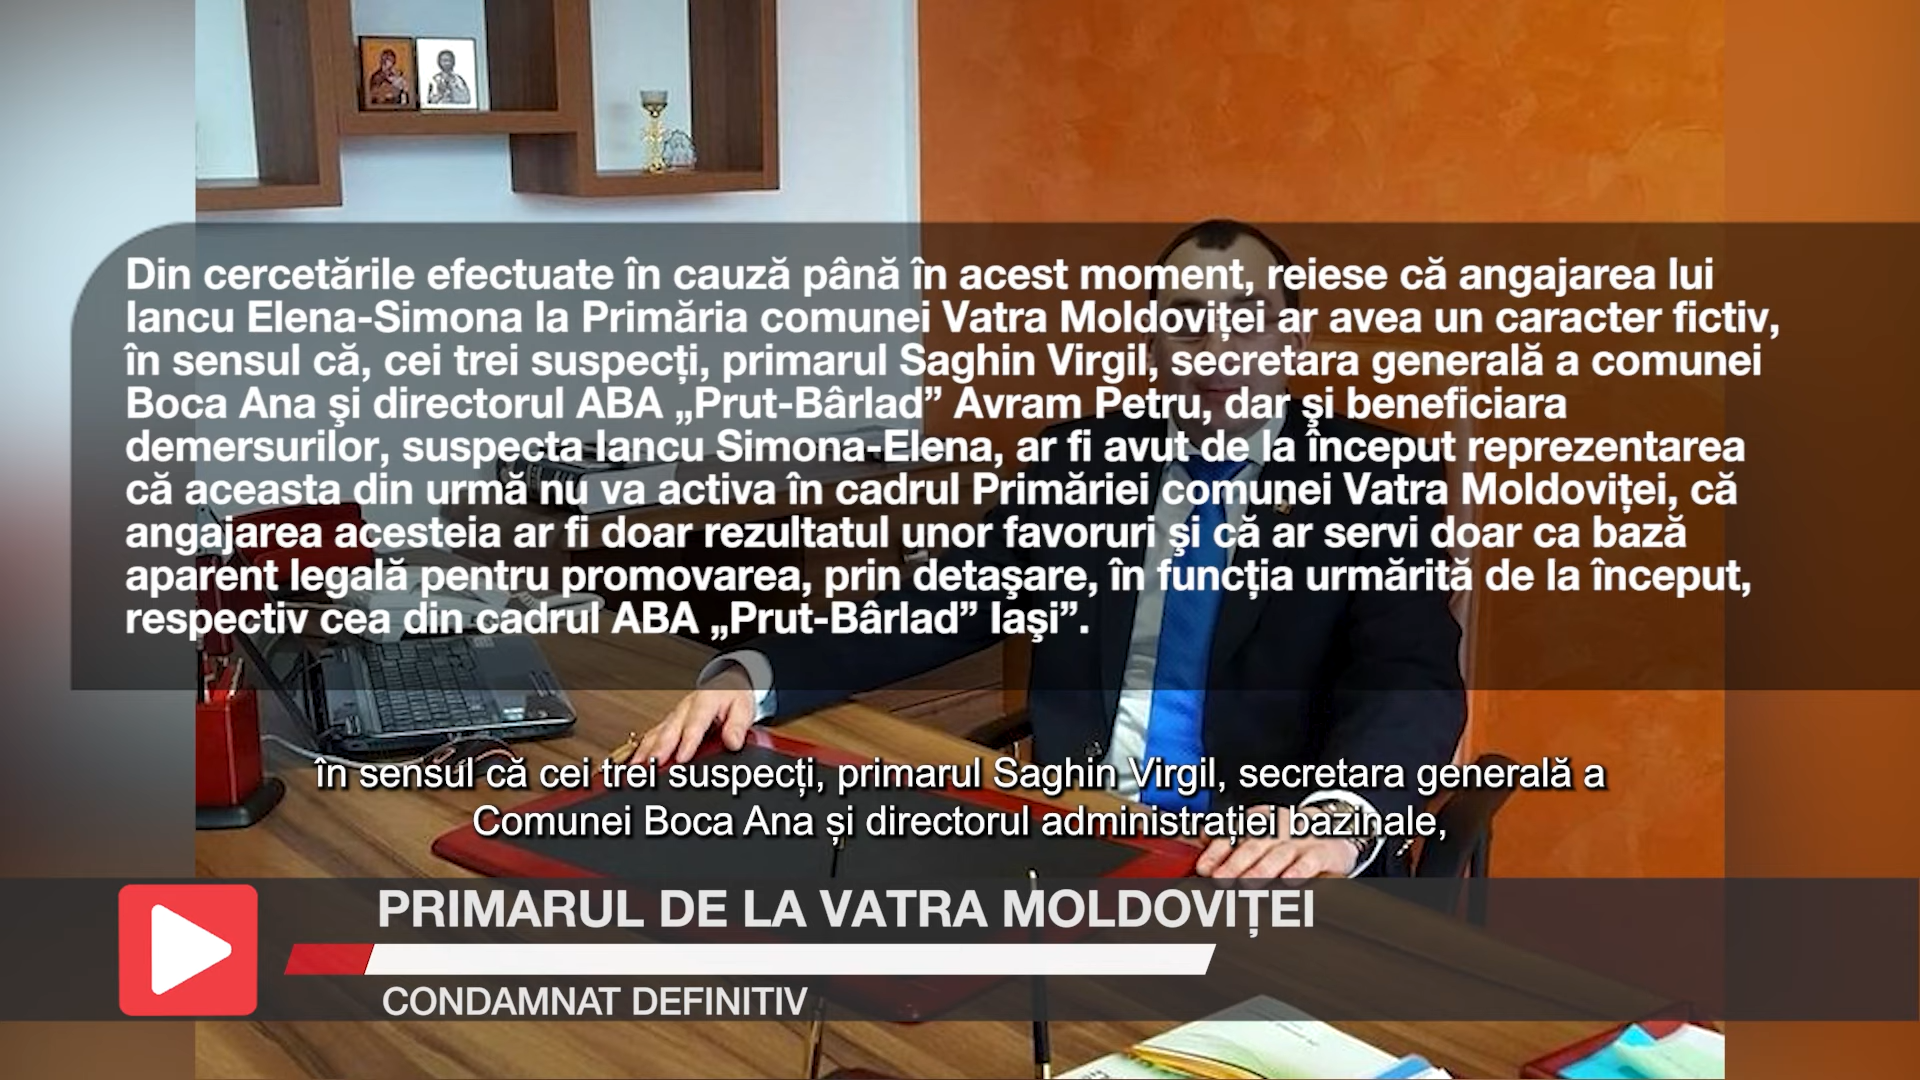 Din cercetările efectuate în cauză până în acest moment, reiese că angajarea lui
Iancu Elena-Simona la Primăria comunei Vatra Moldoviței ar avea un caracter fictiv,
în sensul că, cei trei suspecți, primarul Saghin Virgil, secretara generală a comunei
Boca Ana şi directorul ABA „Prut-Bârlad” Avram Petru, dar şi beneficiara
demersurilor, suspecta Iancu Simona-Elena, ar fi avut de la început reprezentarea
că aceasta din urmă nu va activa în cadrul Primăriei comunei Vatra Moldoviței, că
angajarea acesteia ar fi doar rezultatul unor favoruri şi că ar servi doar ca bază
aparent legală pentru promovarea, prin detaşare, în funcția urmărită de la început,
respectiv cea din cadrul ABA „Prut-Bârlad” Iaşi”.
în sensul că cei trei suspecți, primarul Saghin Virgil, secretara generală a
Comunei Boca Ana și directorul administrației bazinale,
PRIMARUL DE LA VATRA MOLDOVIȚEI
CONDAMNAT DEFINITIV